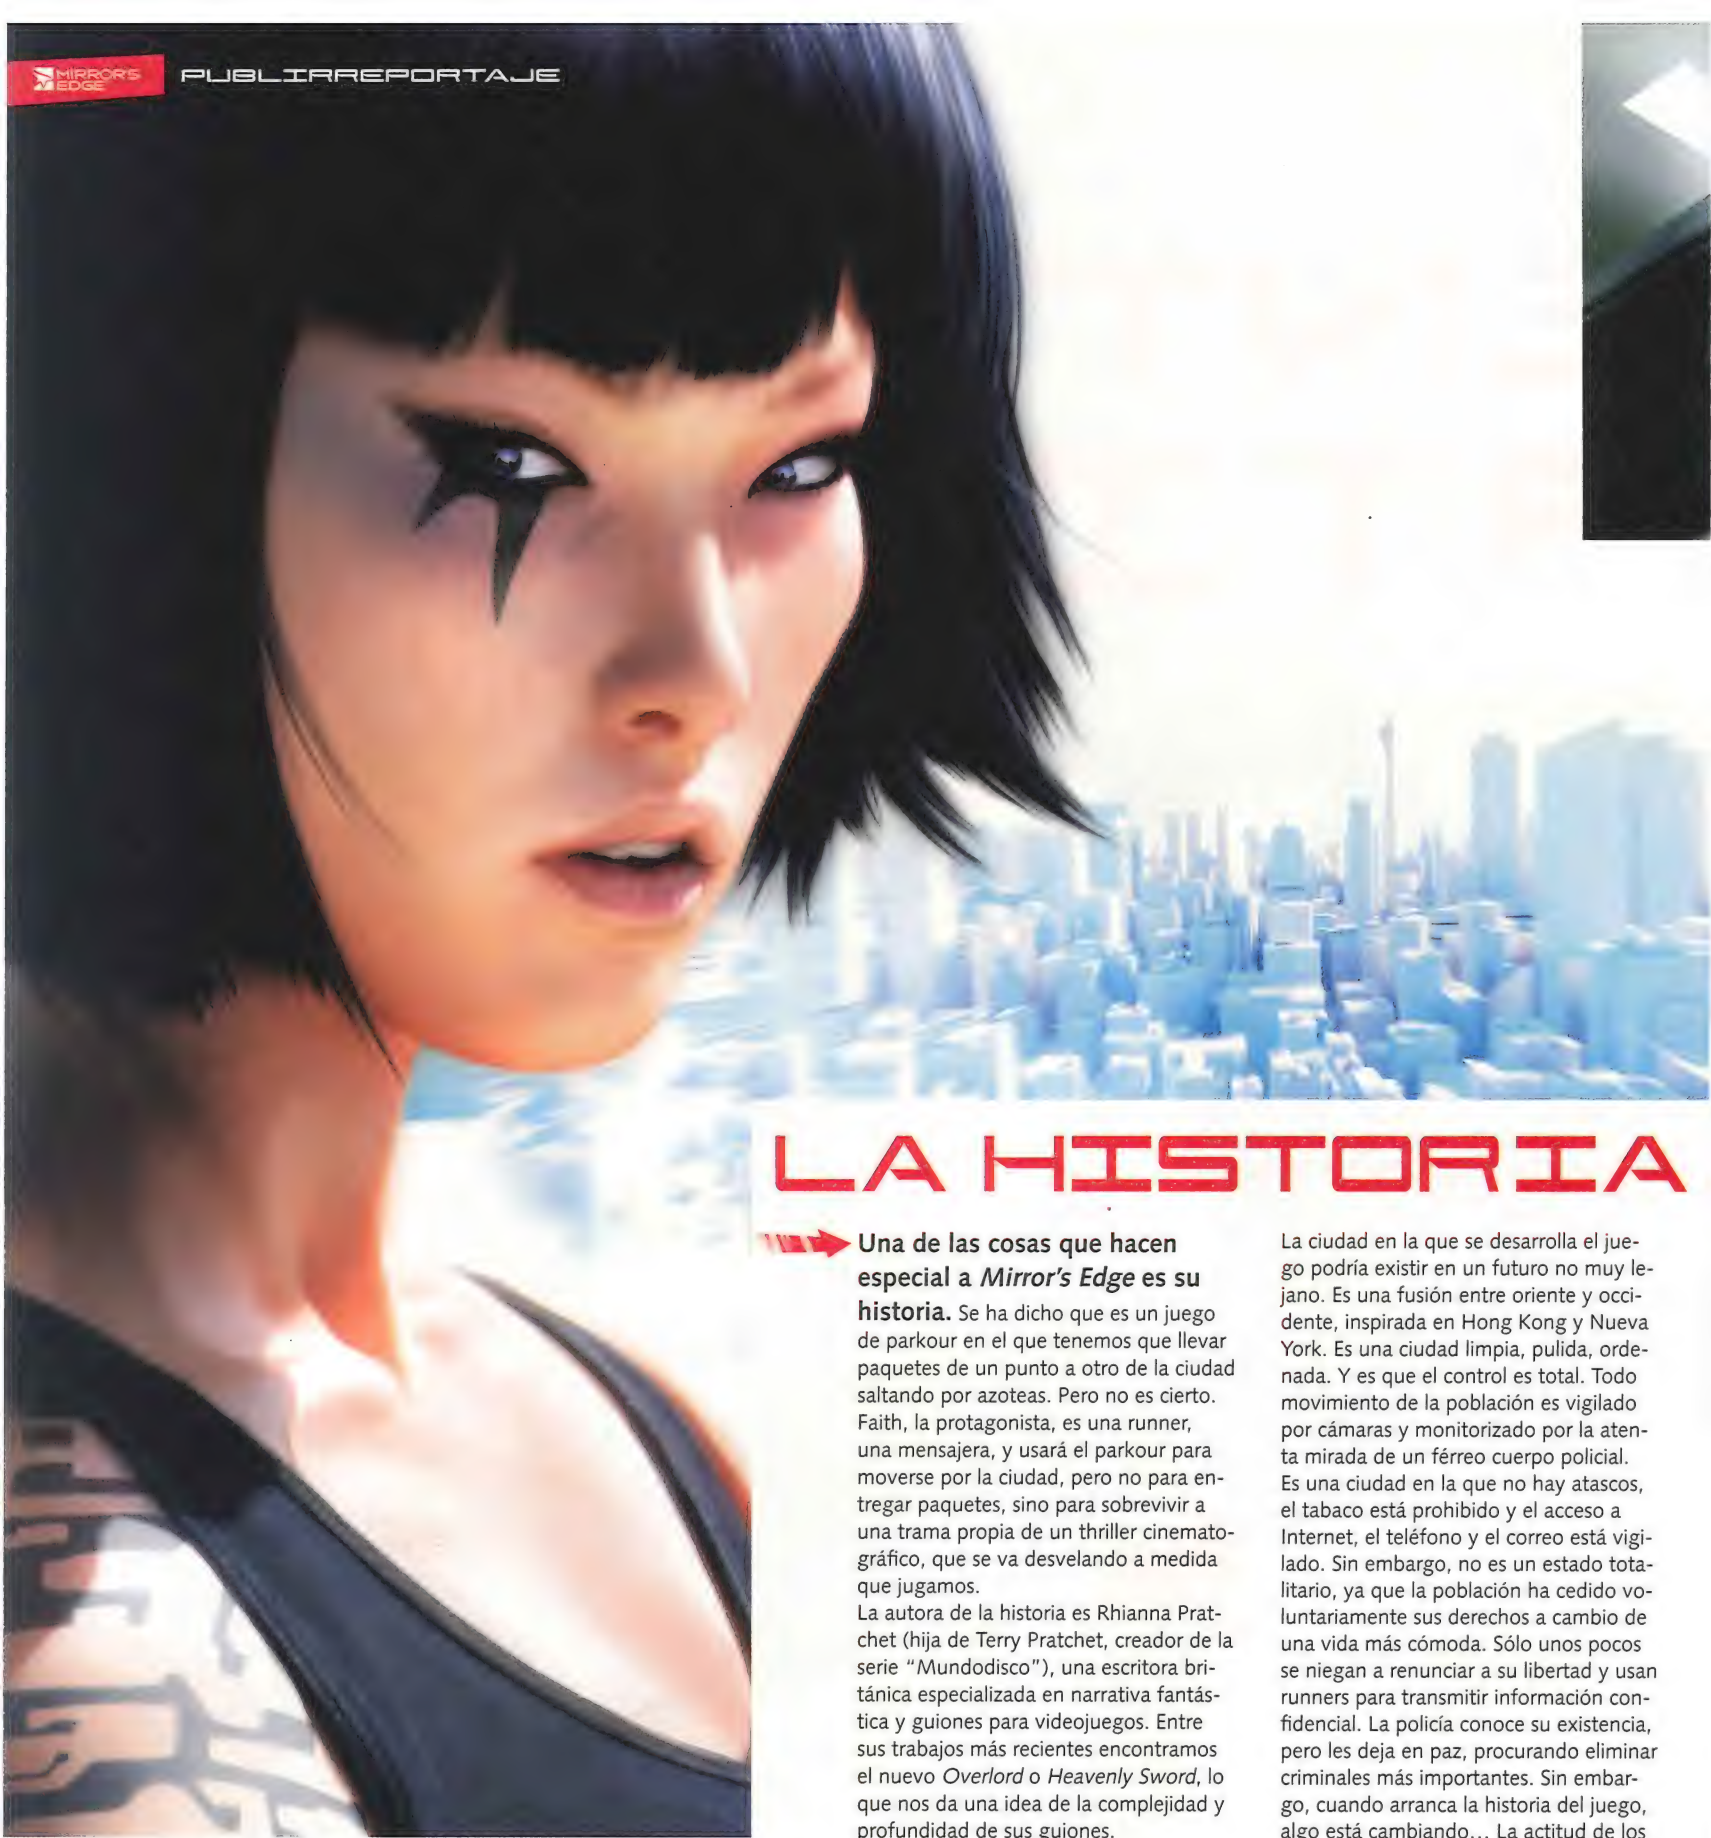 MIRROR'S
EDGE
PUBLIRREPORTAJE
LA HISTORIA
Una de las cosas que hacen
especial a Mirror's Edge es su
historia. Se ha dicho que es un juego
de parkour en el que tenemos que llevar
paquetes de un punto a otro de la ciudad
saltando por azoteas. Pero no es cierto.
Faith, la protagonista, es una runner,
una mensajera, y usará el parkour para
moverse por la ciudad, pero no para en-
tregar paquetes, sino para sobrevivir a
una trama propia de un thriller cinemato-
gráfico, que se va desvelando a medida
que jugamos.
La autora de la historia es Rhianna Prat-
chet (hija de Terry Pratchet, creador de la
serie "Mundodisco"), una escritora bri-
tánica especializada en narrativa fantás-
tica y guiones para videojuegos. Entre
sus trabajos más recientes encontramos
el nuevo Overlord o Heavenly Sword, lo
que nos da una idea de la complejidad y
profundidad de sus guiones.
La ciudad en la que se desarrolla el jue-
go podría existir en un futuro no muy le-
jano. Es una fusión entre oriente y occi-
dente, inspirada en Hong Kong y Nueva
York. Es una ciudad limpia, pulida, orde-
nada. Y es que el control es total. Todo
movimiento de la población es vigilado
por cámaras y monitorizado por la aten-
ta mirada de un férreo cuerpo policial.
Es una ciudad en la que no hay atascos,
el tabaco está prohibido y el acceso a
Internet, el teléfono y el correo está vigi-
lado. Sin embargo, no es un estado tota-
litario, ya que la población ha cedido vo-
luntariamente sus derechos a cambio de
una vida más cómoda. Sólo unos pocos
se niegan a renunciar a su libertad y usan
runners para transmitir información con-
fidencial. La policía conoce su existencia,
pero les deja en paz, procurando eliminar
criminales más importantes. Sin embar-
go, cuando arranca la historia del juego,
algo está cambiando... La actitud de los